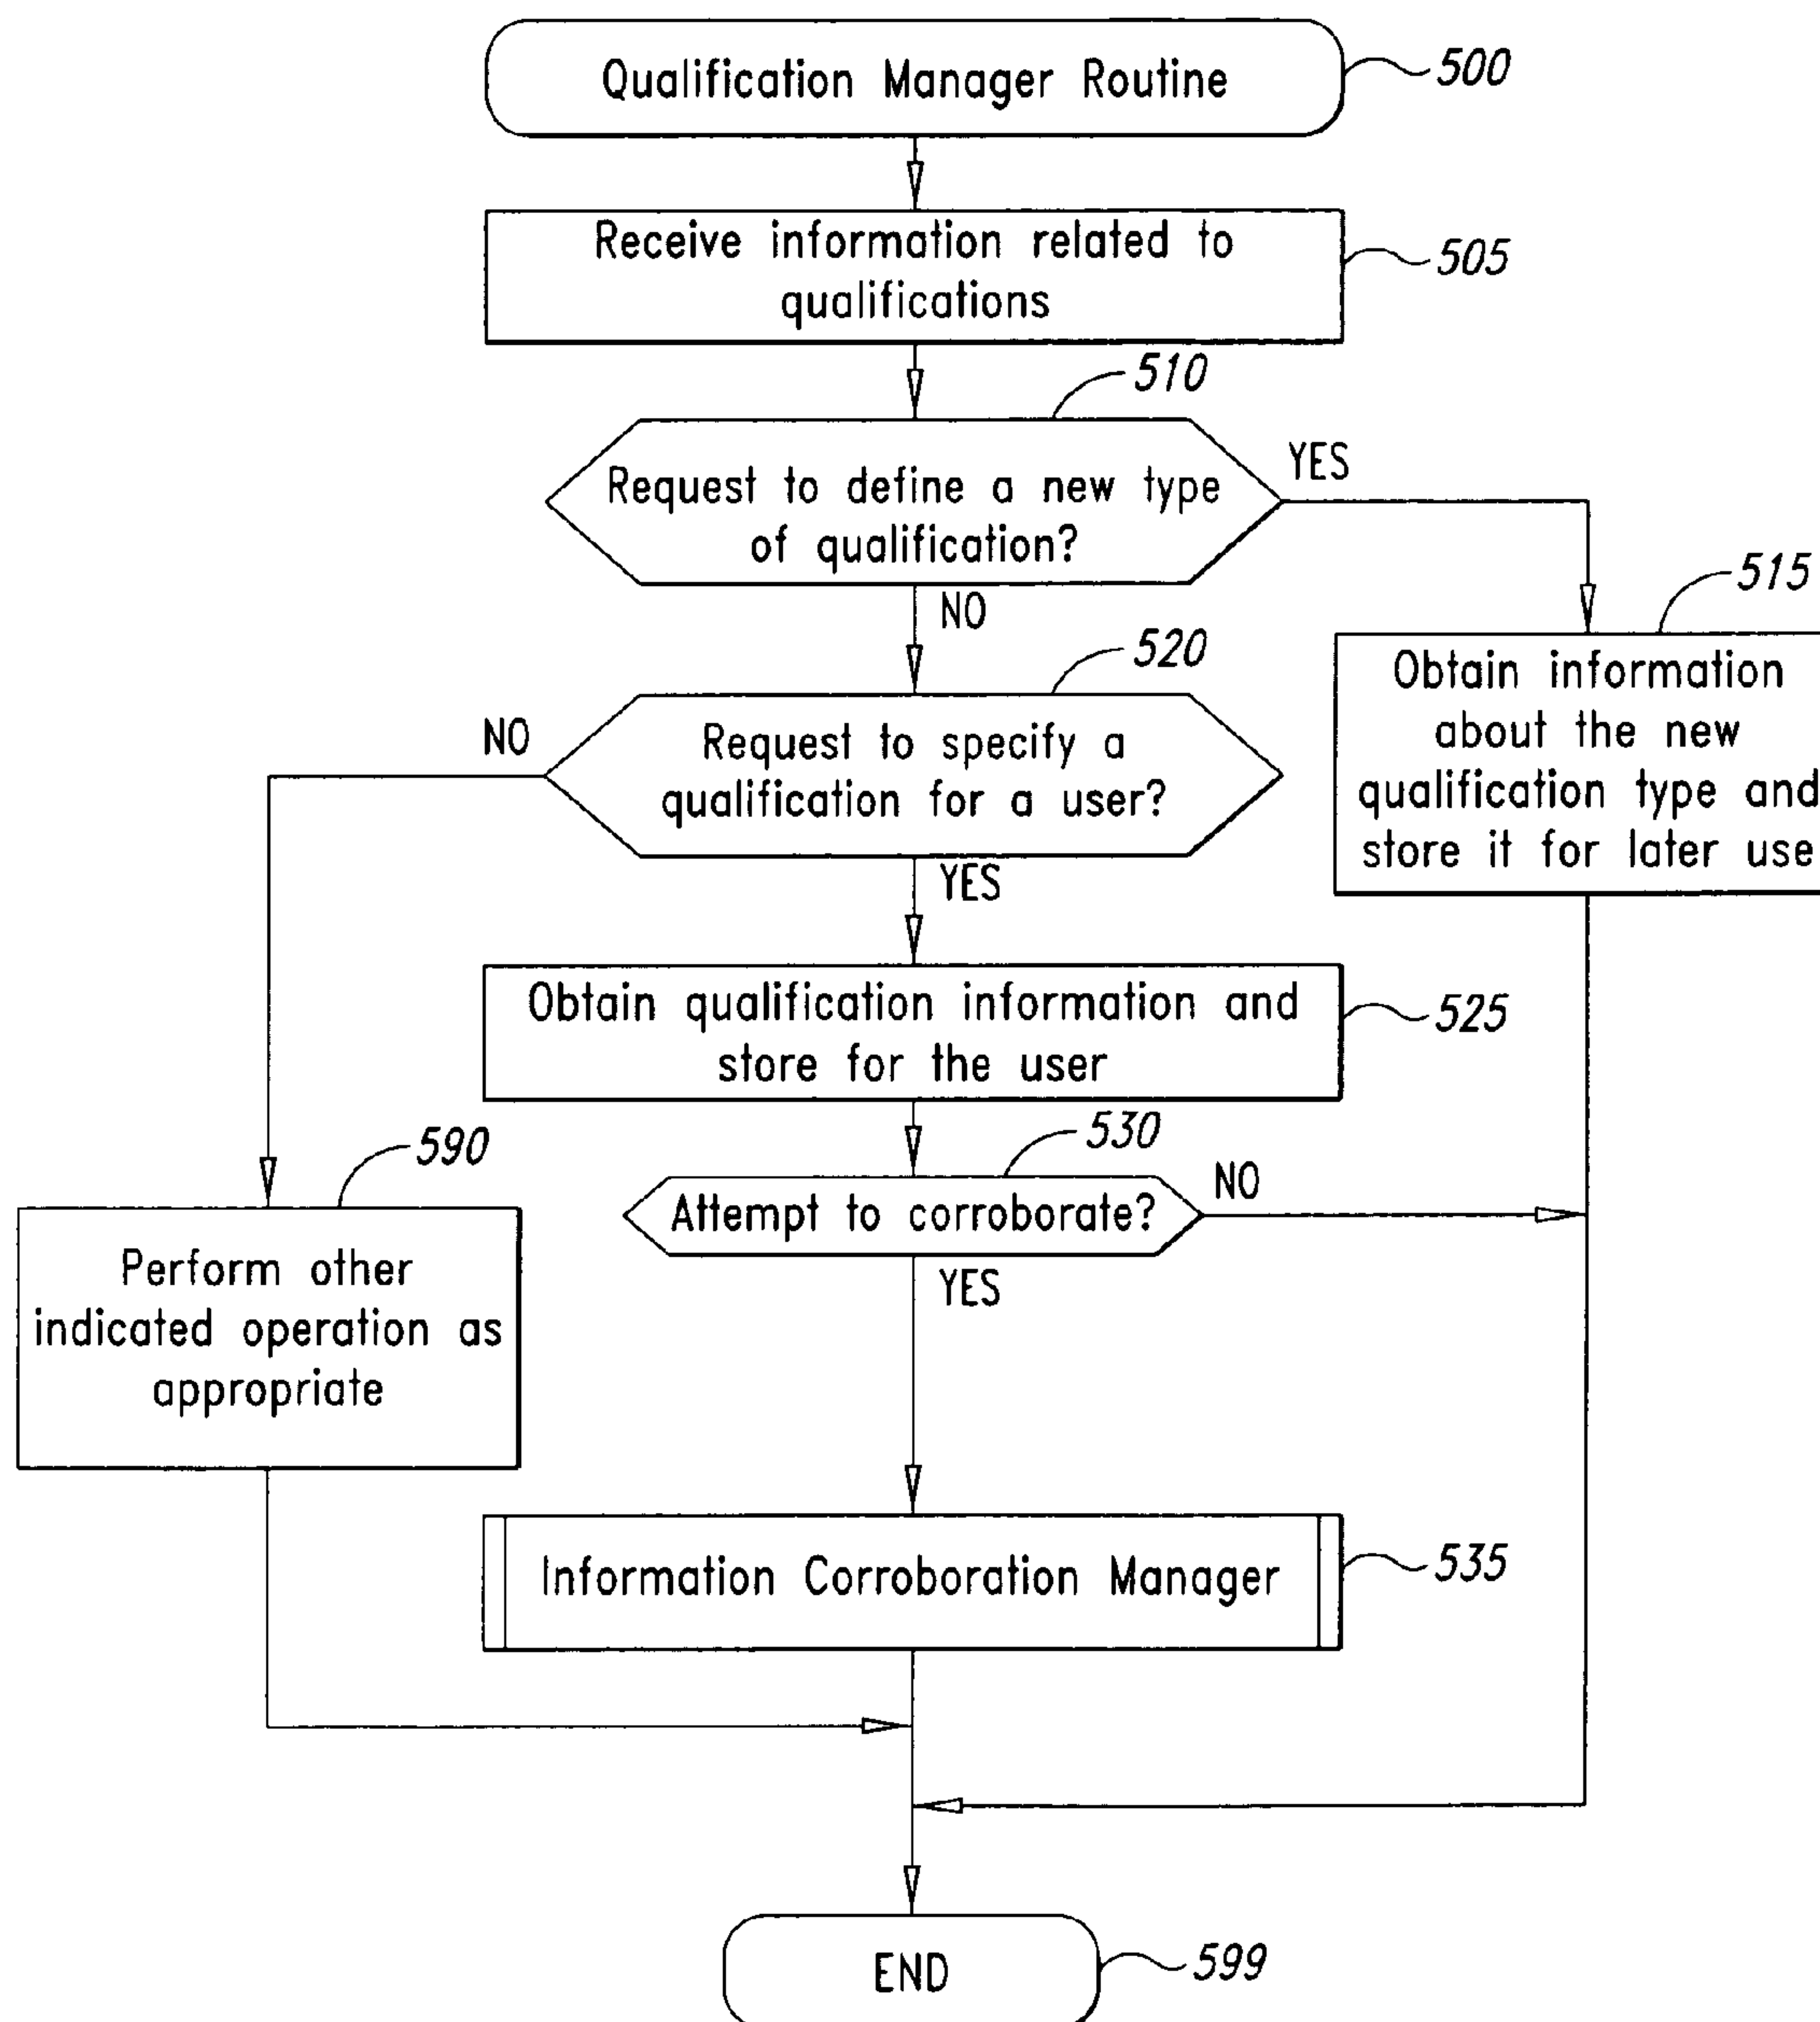 Qualification Manager Routine
500
Receive information related to
qualifications
505
510
Request to define a new type
of qualification?
YES
NO
515
Obtain information
about the new
qualification type and
store it for later use
520
Request to specify a
qualification for a user?
NO
YES
Obtain qualification information and
store for the user
525
530
Attempt to corroborate?
NO
YES
590
Perform other
indicated operation as
appropriate
Information Corroboration Manager
535
END
599